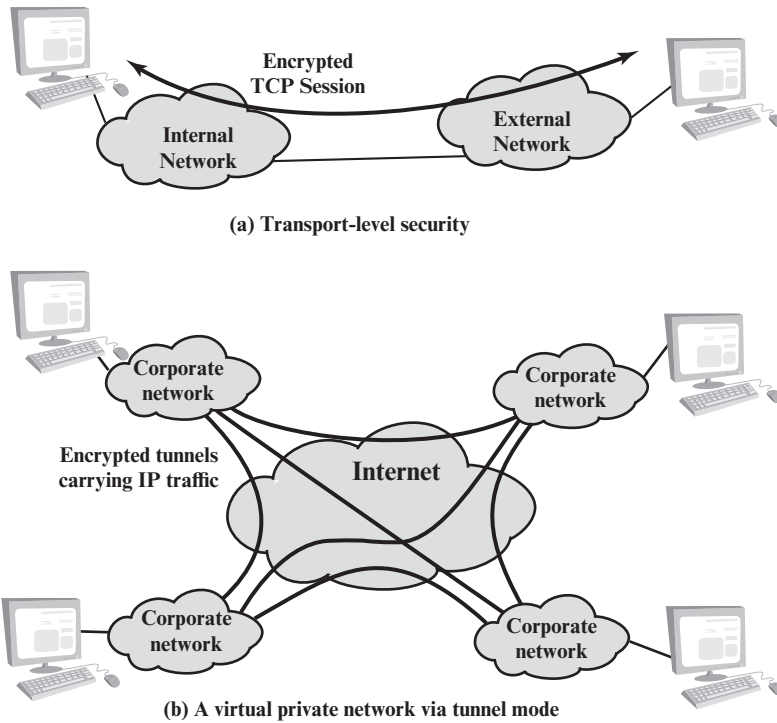 Encrypted
TCP Session
Internal
Network
External
Network
(a) Transport-level security
Corporate
network
Corporate
network
Encrypted tunnels
carrying IP traffic
Internet
Corporate
network
Corporate
network
(b) A virtual private network via tunnel mode